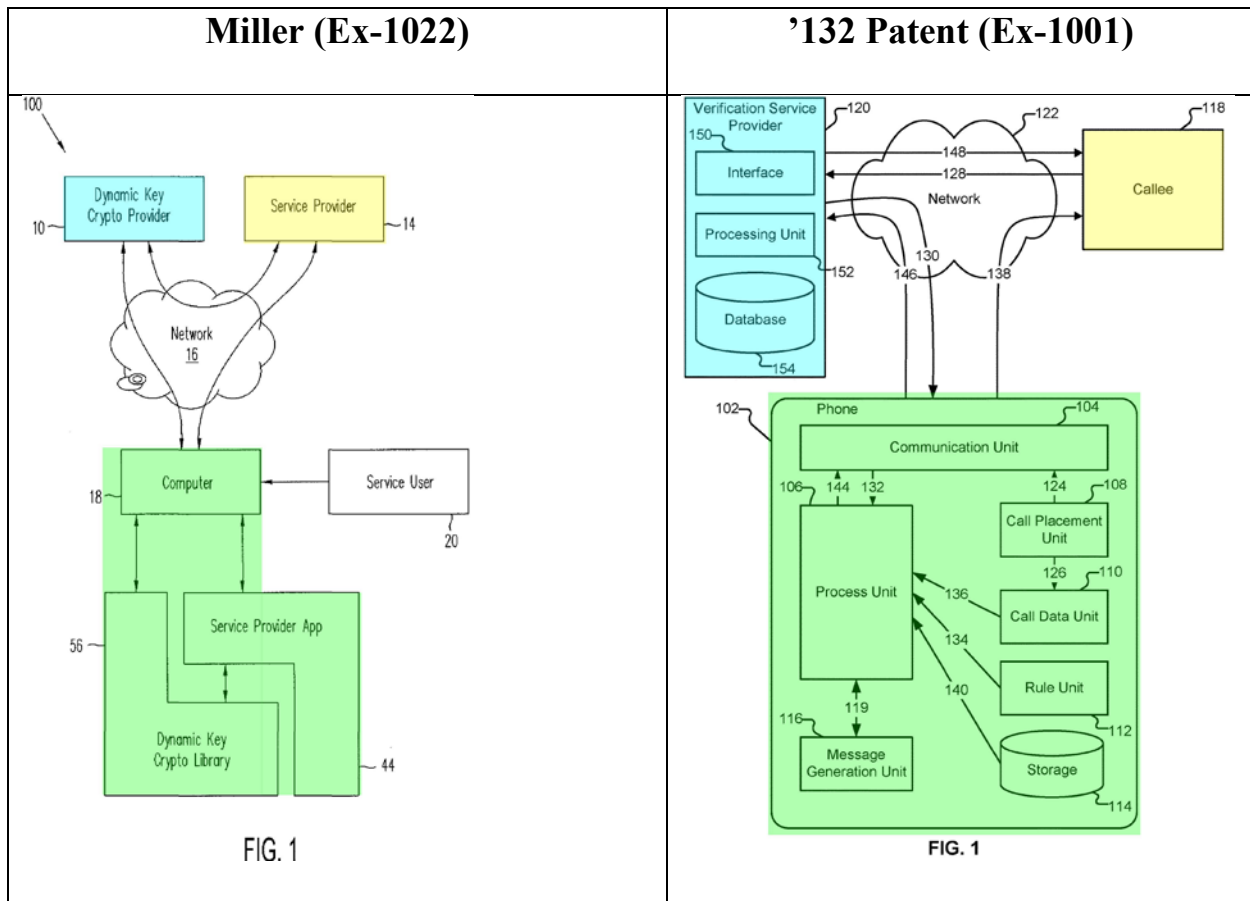 Miller (Ex-1022)
’132 Patent (Ex-1001)
100
Dynamic Key
Crypto Provider
10
Service Provider
14
Network
16
Computer
18
Service User
20
56
Service Provider App
Dynamic Key
Crypto Library
44
FIG. 1
Verification Service
Provider
120
150
Interface
Processing Unit
152
Database
154
122
148
128
Network
130
146
138
118
Callee
102
Phone
104
Communication Unit
106
144
132
124
108
Call Placement
Unit
126
110
Process Unit
136
Call Data Unit
134
140
Rule Unit
112
119
116
Message
Generation Unit
Storage
114
FIG. 1